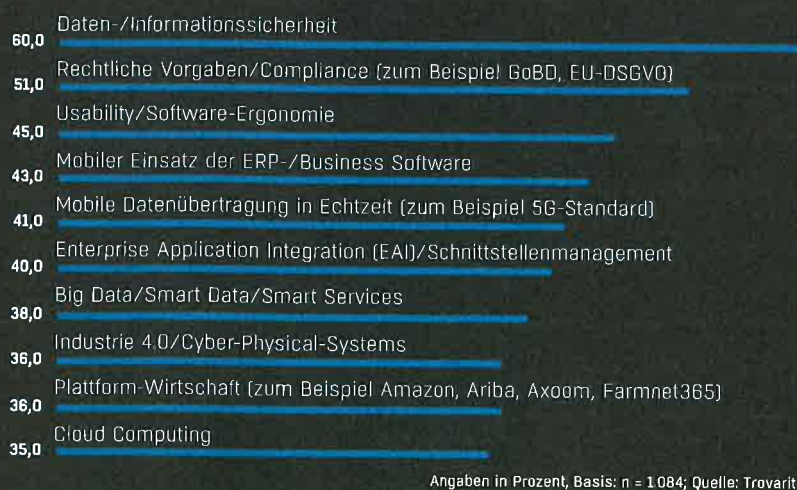 Daten-/Informationssicherheit
60,0
Rechtliche Vorgaben/Compliance (zum Beispiel GoBD, EU-DSGVO)
51,0
Usability/Software-Ergonomie
45,0
Mobiler Einsatz der ERP-/Business Software
43,0
Mobile Datenübertragung in Echtzeit (zum Beispiel 5G-Standard)
41,0
Enterprise Application Integration (EAI)/Schnittstellenmanagement
40,0
Big Data/Smart Data/Smart Services
38,0
Industrie 4.0/Cyber-Physical-Systems
36,0
Plattform-Wirtschaft (zum Beispiel Amazon, Ariba, Axoom, Farmnet365)
36,0
Cloud Computing
35,0
Angaben in Prozent, Basis: n = 1084; Quelle: Trovarit